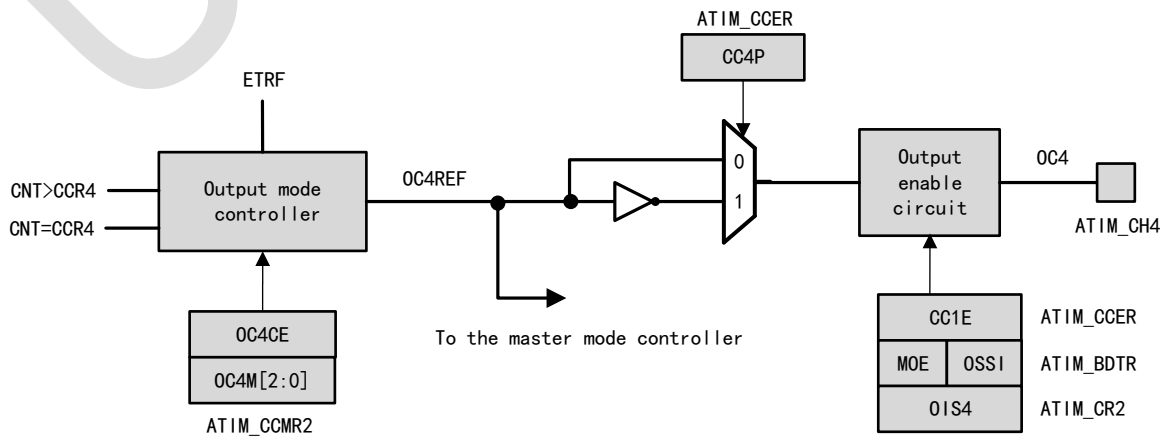 ATIM_CCER
CC4P
ETRF
0
Output mode
controller
Output
enable
circuit
CNT>CCR4
CNT=CCR4
OC4REF
1
OC4
ATIM_CH4
OC4CE
OC4M[2:0]
ATIM_CCMR2
To the master mode controller
CC1E
ATIM_CCER
MOE
OSSI
ATIM_BDTR
OIS4
ATIM_CR2